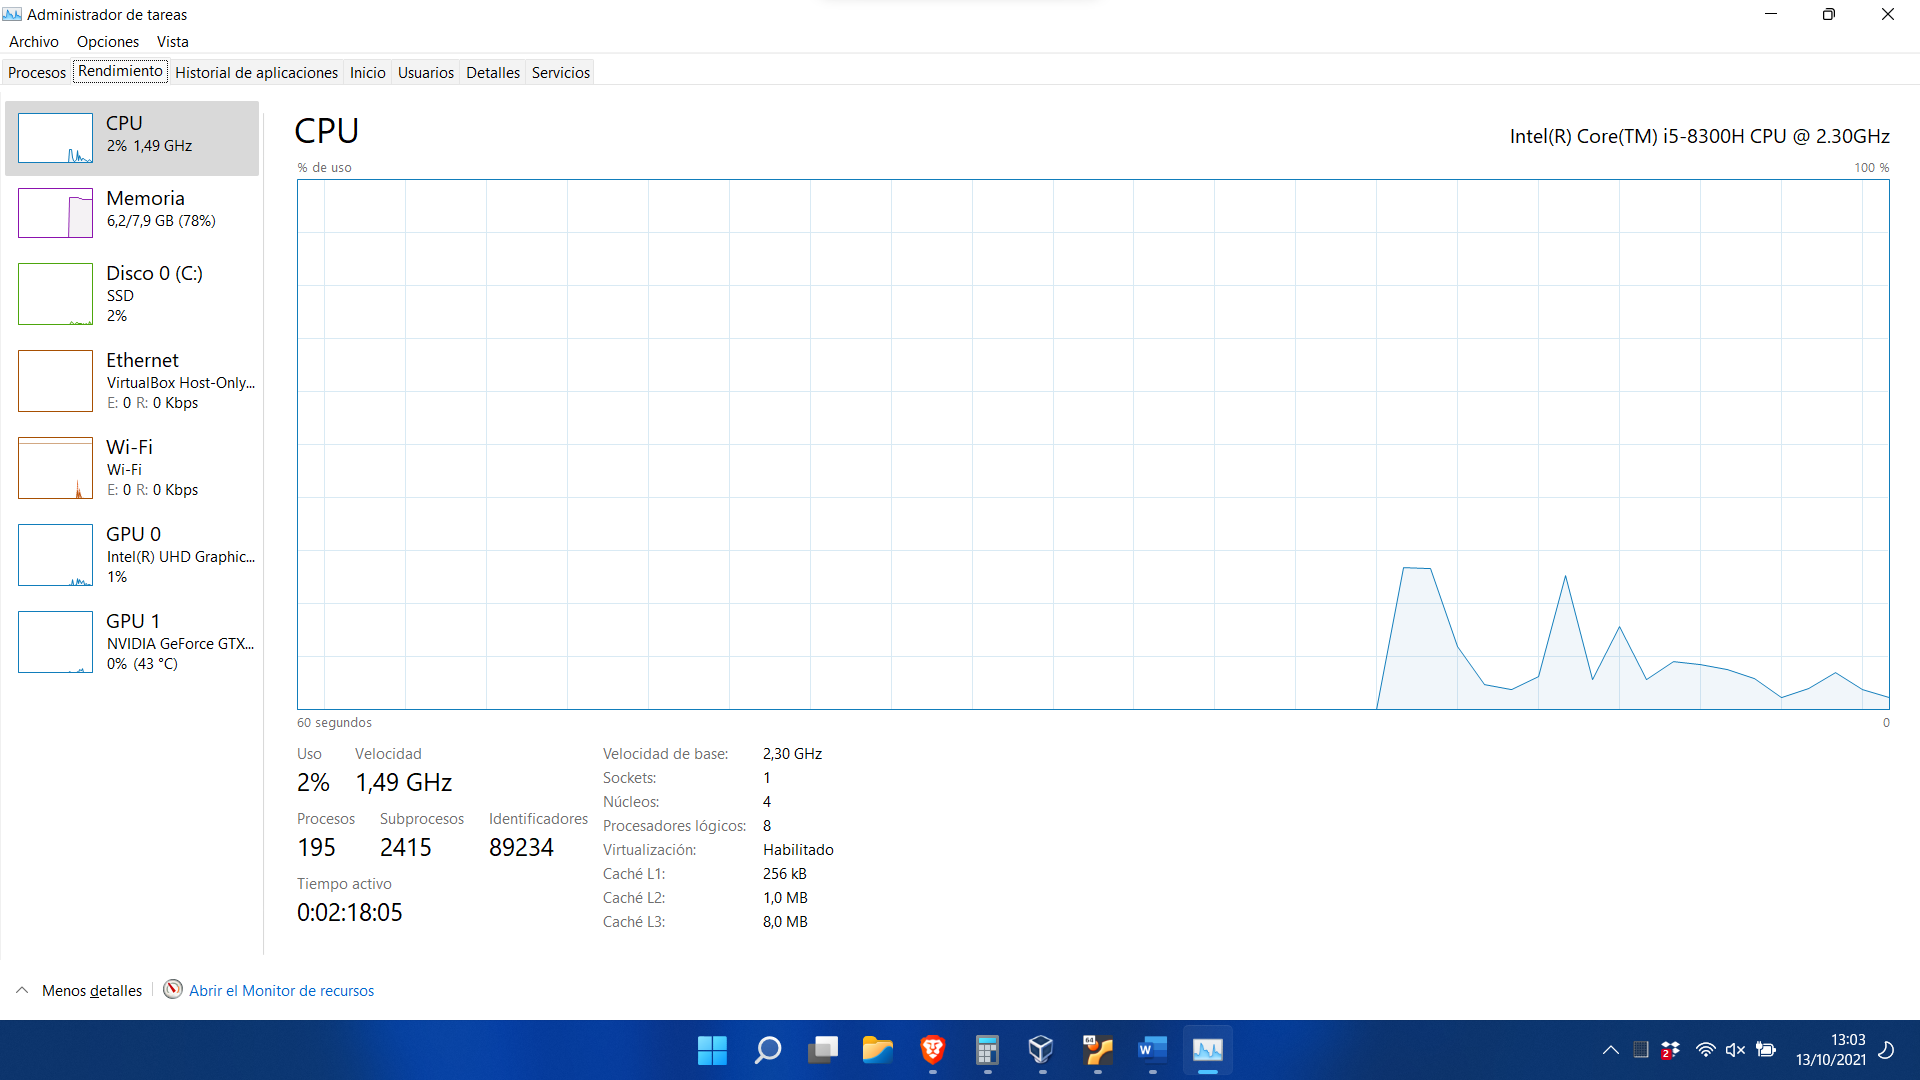 Administrador de tareas
Archivo Opciones Vista
Procesos Rendimiento Historial de aplicaciones Inicio Usuarios Detalles Servicios
CPU
2% 1,49 GHz
Memoria
6,2/7,9 GB (78%)
Disco 0 (C:)
SSD
2%
Ethernet
VirtualBox Host-Only...
E: 0 R: 0 Kbps
Wi-Fi
Wi-Fi
E: 0 R: 0 Kbps
GPU 0
Intel(R) UHD Graphic...
1%
GPU 1
NVIDIA GeForce GTX...
0% (43 °C)
CPU
Intel(R) Core(TM) i5-8300H CPU @ 2.30GHz
% de uso
100 %
60 segundos
0
Uso Velocidad
2% 1,49 GHz
Procesos Subprocesos Identificadores
195 2415 89234
Tiempo activo
0:02:18:05
Velocidad de base: 2,30 GHz
Sockets: 1
Núcleos: 4
Procesadores lógicos: 8
Virtualización: Habilitado
Caché L1: 256 kB
Caché L2: 1,0 MB
Caché L3: 8,0 MB
Menos detalles
Abrir el Monitor de recursos
64
W
2
13:03
13/10/2021